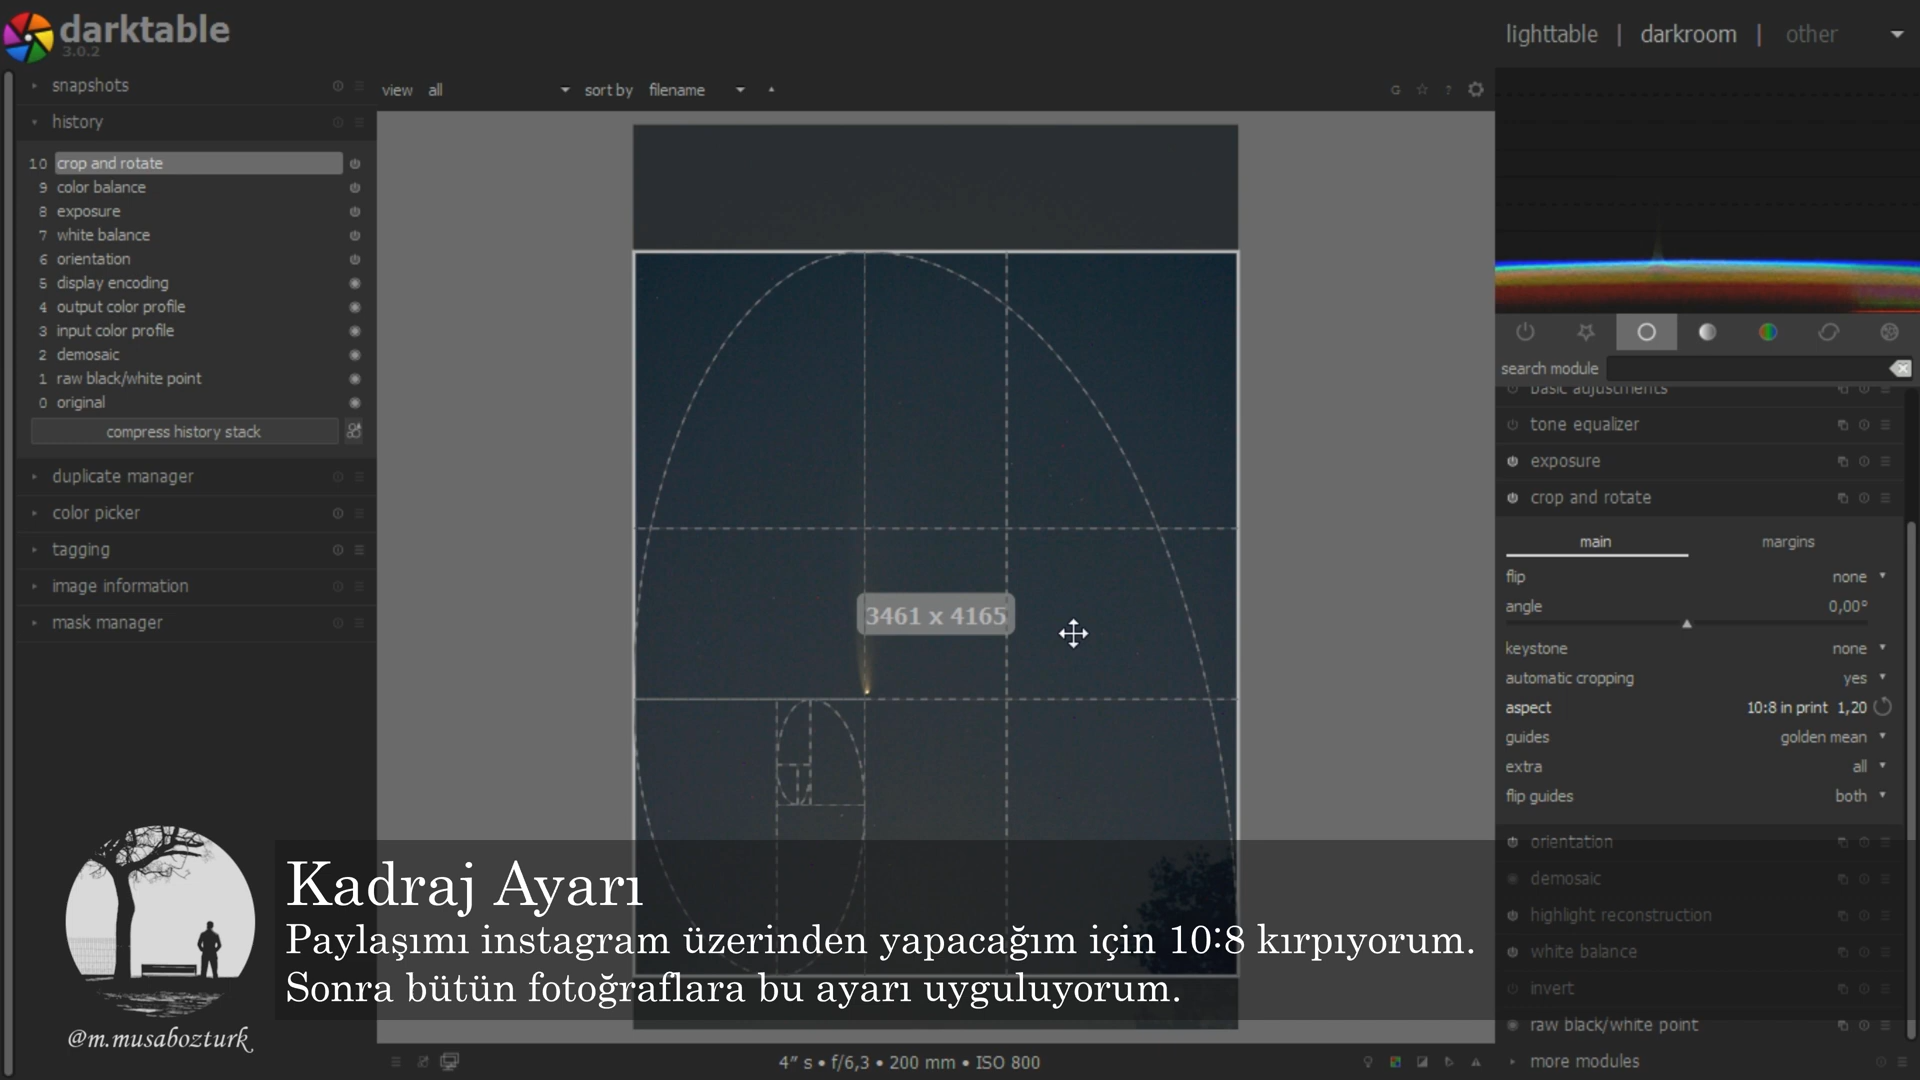 darktable
3.0.2
lighttable | darkroom | other
snapshots
history
10 crop and rotate
9 color balance
8 exposure
7 white balance
6 orientation
5 display encoding
4 output color profile
3 input color profile
2 demosaic
1 raw black/white point
0 original
compress history stack
duplicate manager
color picker
tagging
image information
mask manager
view all sort by filename
G ☆ ?
3461 x 4165
search module
basic adjustments
tone equalizer
exposure
crop and rotate
main margins
flip none
angle 0,00°
keystone none
automatic cropping yes
aspect 10:8 in print 1,20
guides golden mean
extra all
flip guides both
orientation
demosaic
highlight reconstruction
white balance
invert
raw black/white point
more modules
Kadraj Ayarı
Paylaşımı instagram üzerinden yapacağım için 10:8 kırpıyorum.
Sonra bütün fotoğraflara bu ayarı uyguluyorum.
@m.musabozturk
4″ s • f/6,3 • 200 mm • ISO 800